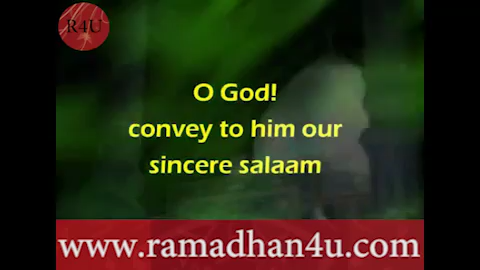 R4U
O God!
convey to him our
sincere salaam
www.ramadhan4u.com